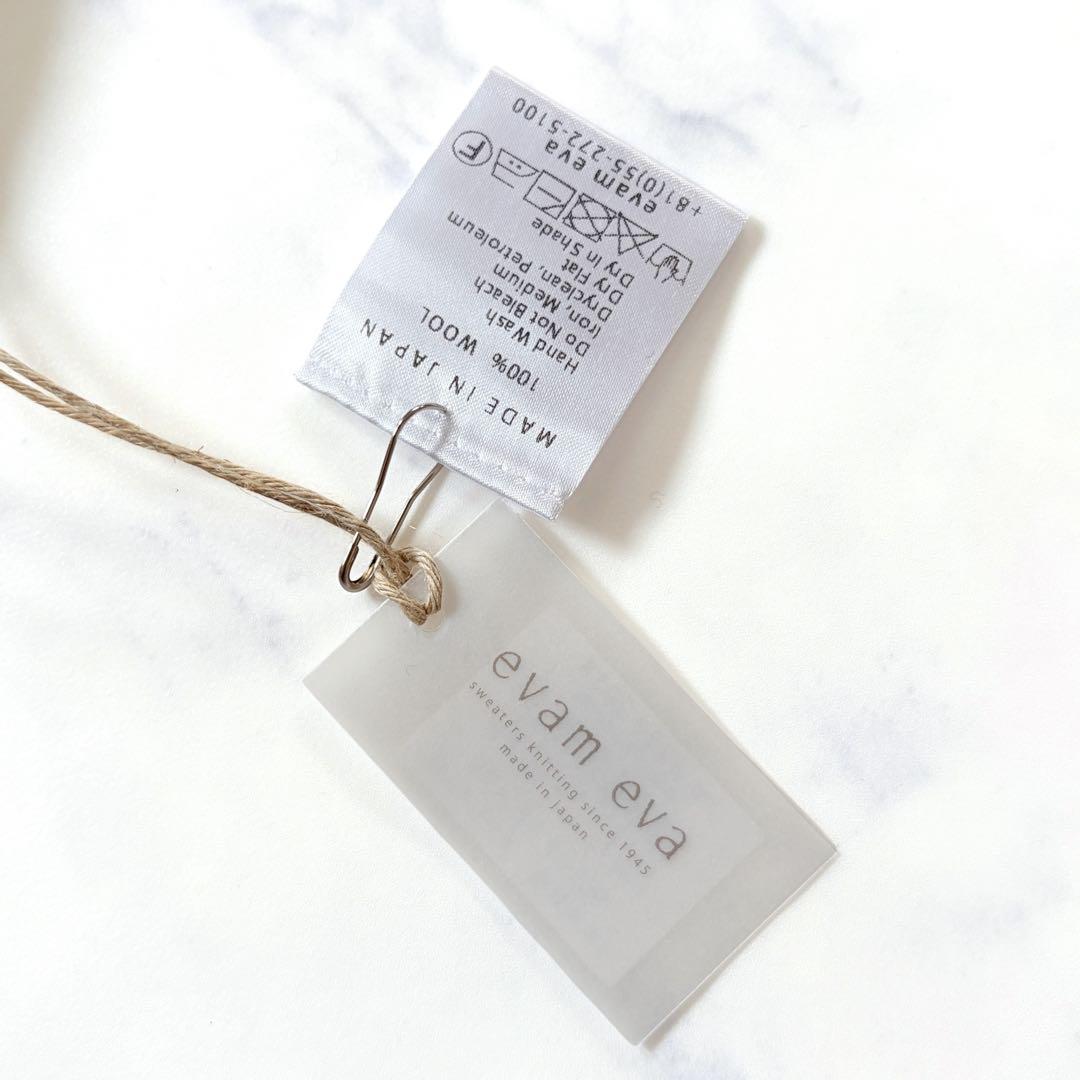 MADE IN JAPAN
100% WOOL
Hand Wash
Do Not Bleach
Iron, Medium
Dryclean, Petroleum
Dry Flat
Dry In Shade
F
evam eva
+81(0)55-272-5100
evam eva
sweaters knitting since 1945
made in japan